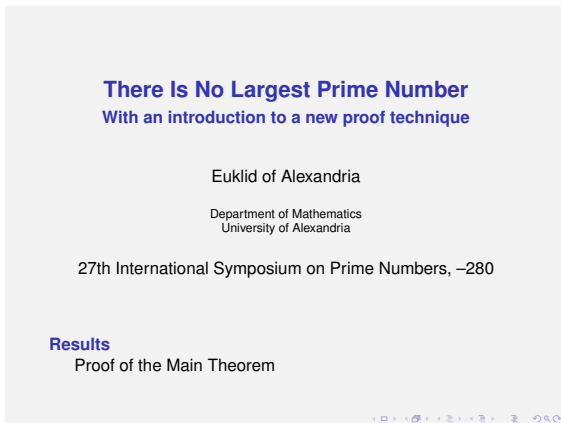 There Is No Largest Prime Number
With an introduction to a new proof technique
Euklid of Alexandria
Department of Mathematics
University of Alexandria
27th International Symposium on Prime Numbers, –280
Results
Proof of the Main Theorem